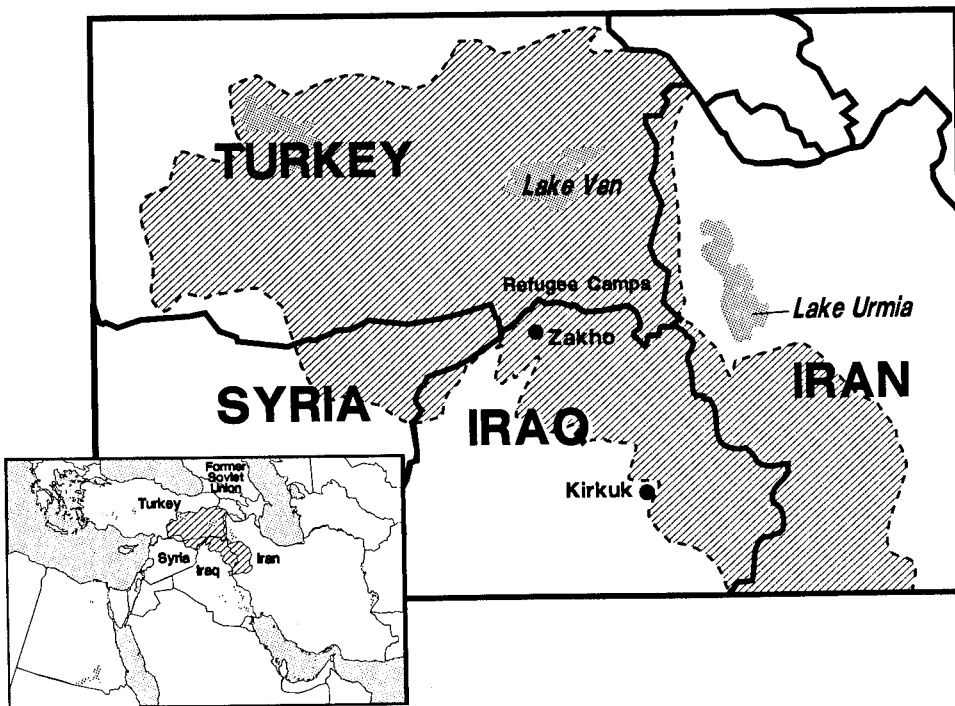 TURKEY
Lake Van
Refugee Camps
Zakho
Lake Urmia
SYRIA
IRAQ
IRAN
Kirkuk
Former
Soviet
Union
Turkey
Syria
Iraq
Iran